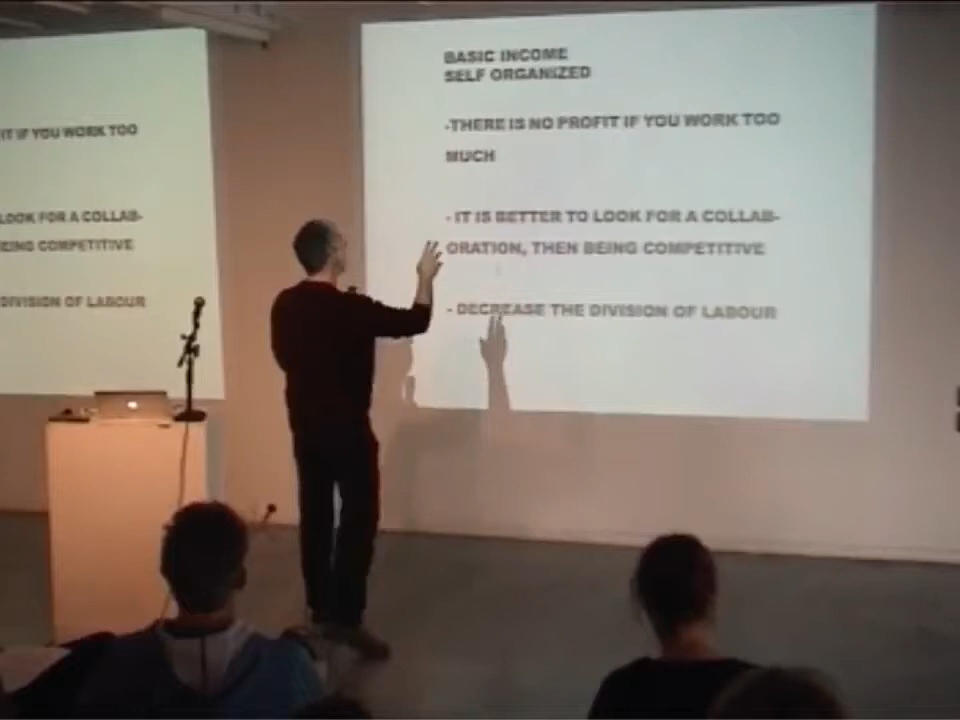 IT IF YOU WORK TOO
LOOK FOR A COLLAB-
EING COMPETITIVE
DIVISION OF LABOUR
BASIC INCOME
SELF ORGANIZED
-THERE IS NO PROFIT IF YOU WORK TOO
MUCH
- IT IS BETTER TO LOOK FOR A COLLAB-
ORATION, THEN BEING COMPETITIVE
- DECREASE THE DIVISION OF LABOUR